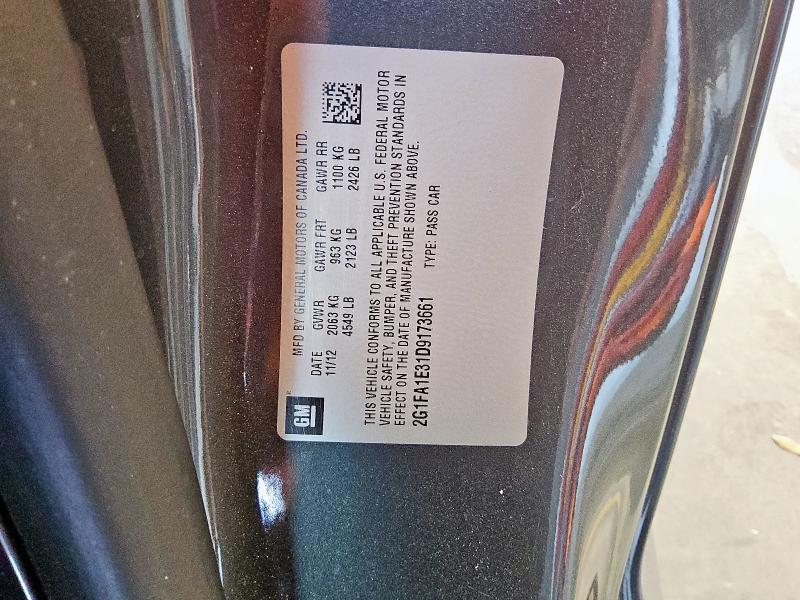 GM
MFD BY GENERAL MOTORS OF CANADA LTD.
DATE GVWR GAWR FRT GAWR RR
11/12 2063 KG 963 KG 1100 KG
4549 LB 2123 LB 2426 LB
THIS VEHICLE CONFORMS TO ALL APPLICABLE U.S. FEDERAL MOTOR
VEHICLE SAFETY, BUMPER, AND THEFT PREVENTION STANDARDS IN
EFFECT ON THE DATE OF MANUFACTURE SHOWN ABOVE.
2G1FA1E31D9173661 TYPE: PASS CAR